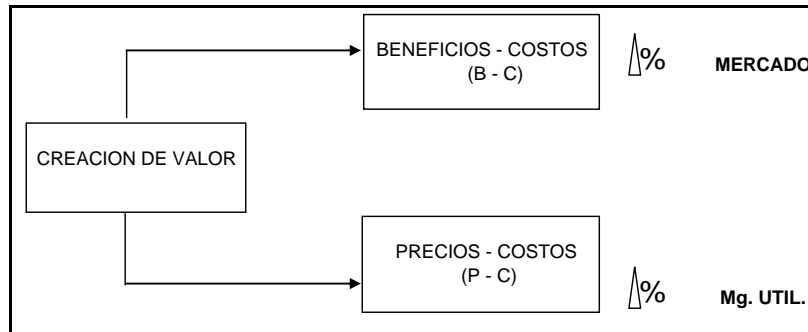 BENEFICIOS - COSTOS
(B - C)
% MERCADO
CREACION DE VALOR
PRECIOS - COSTOS
(P - C)
% Mg. UTIL.